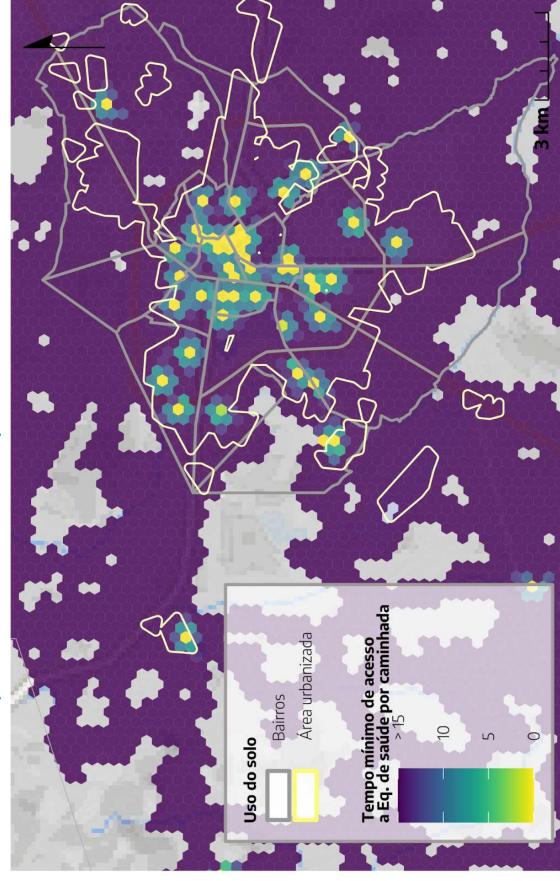 3 km
Uso do solo
Bairros
Área urbanizada
Tempo mínimo de acesso
a Eq. de saúde por caminhada
> 15
10
5
0